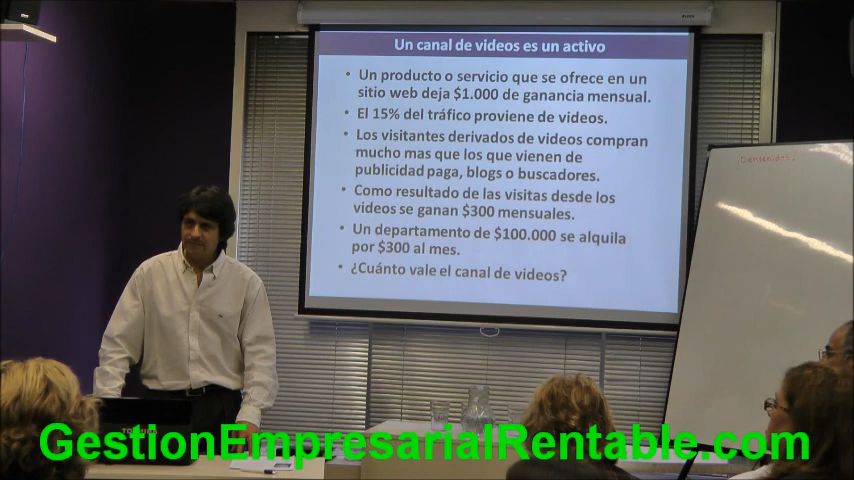 Un canal de videos es un activo
• Un producto o servicio que se ofrece en un
sitio web deja $1.000 de ganancia mensual.
• El 15% del tráfico proviene de videos.
• Los visitantes derivados de videos compran
mucho mas que los que vienen de
publicidad paga, blogs o buscadores.
• Como resultado de las visitas desde los
videos se ganan $300 mensuales.
• Un departamento de $100.000 se alquila
por $300 al mes.
• ¿Cuánto vale el canal de videos?
¡Bienvenidos!
TOSHIBA
GestionEmpresarialRentable.com